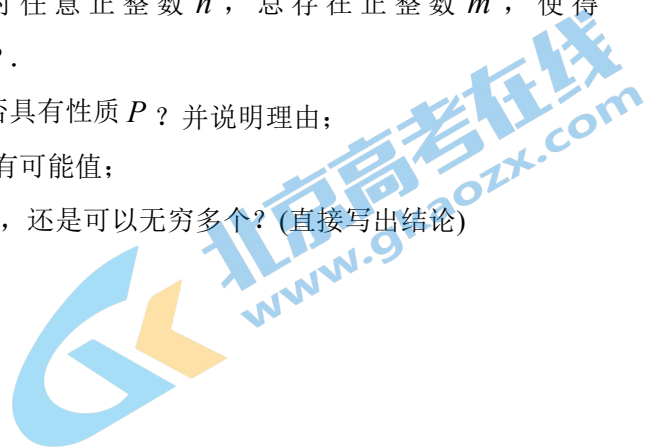 对任意正整数 n ，总存在正整数 m ，使得
．
否具有性质 P ？并说明理由；
有可能值；
，还是可以无穷多个？(直接写出结论)
北京高考在线
www.gkaozx.com